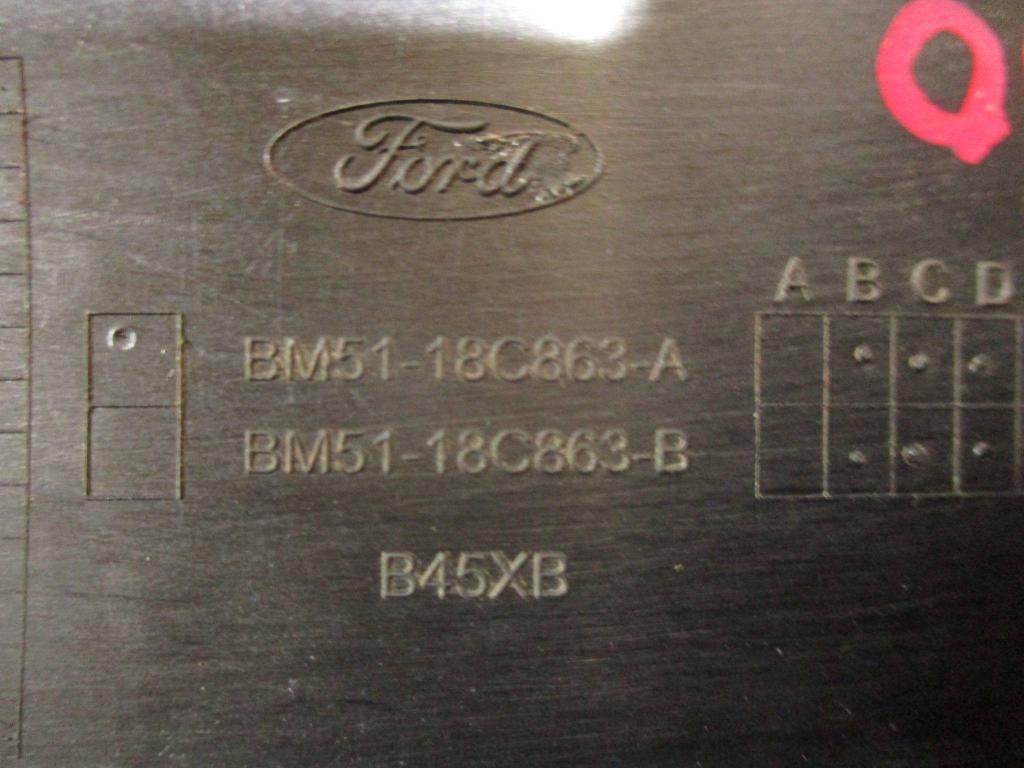 Ford
A B C D
BM51-18C863-A
BM51-18C863-B
B45XB